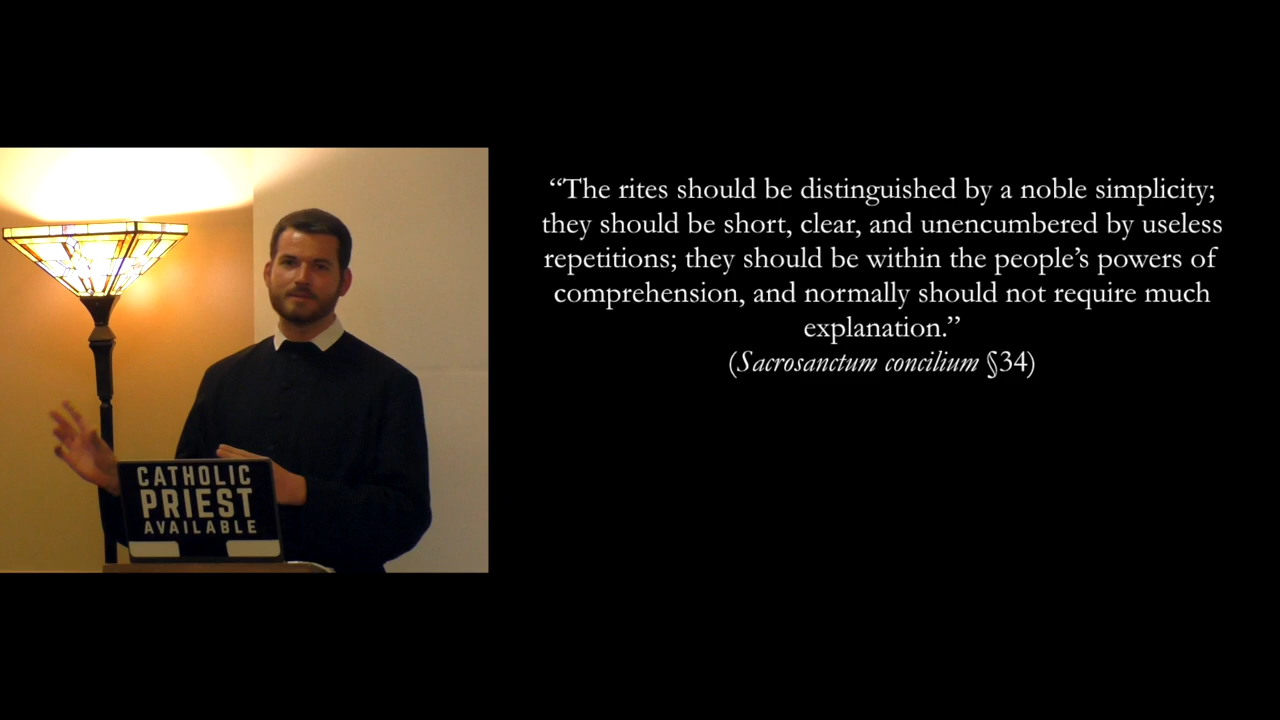 “The rites should be distinguished by a noble simplicity;
they should be short, clear, and unencumbered by useless
repetitions; they should be within the people’s powers of
comprehension, and normally should not require much
explanation.”
(Sacrosanctum concilium §34)
CATHOLIC
PRIEST
AVAILABLE